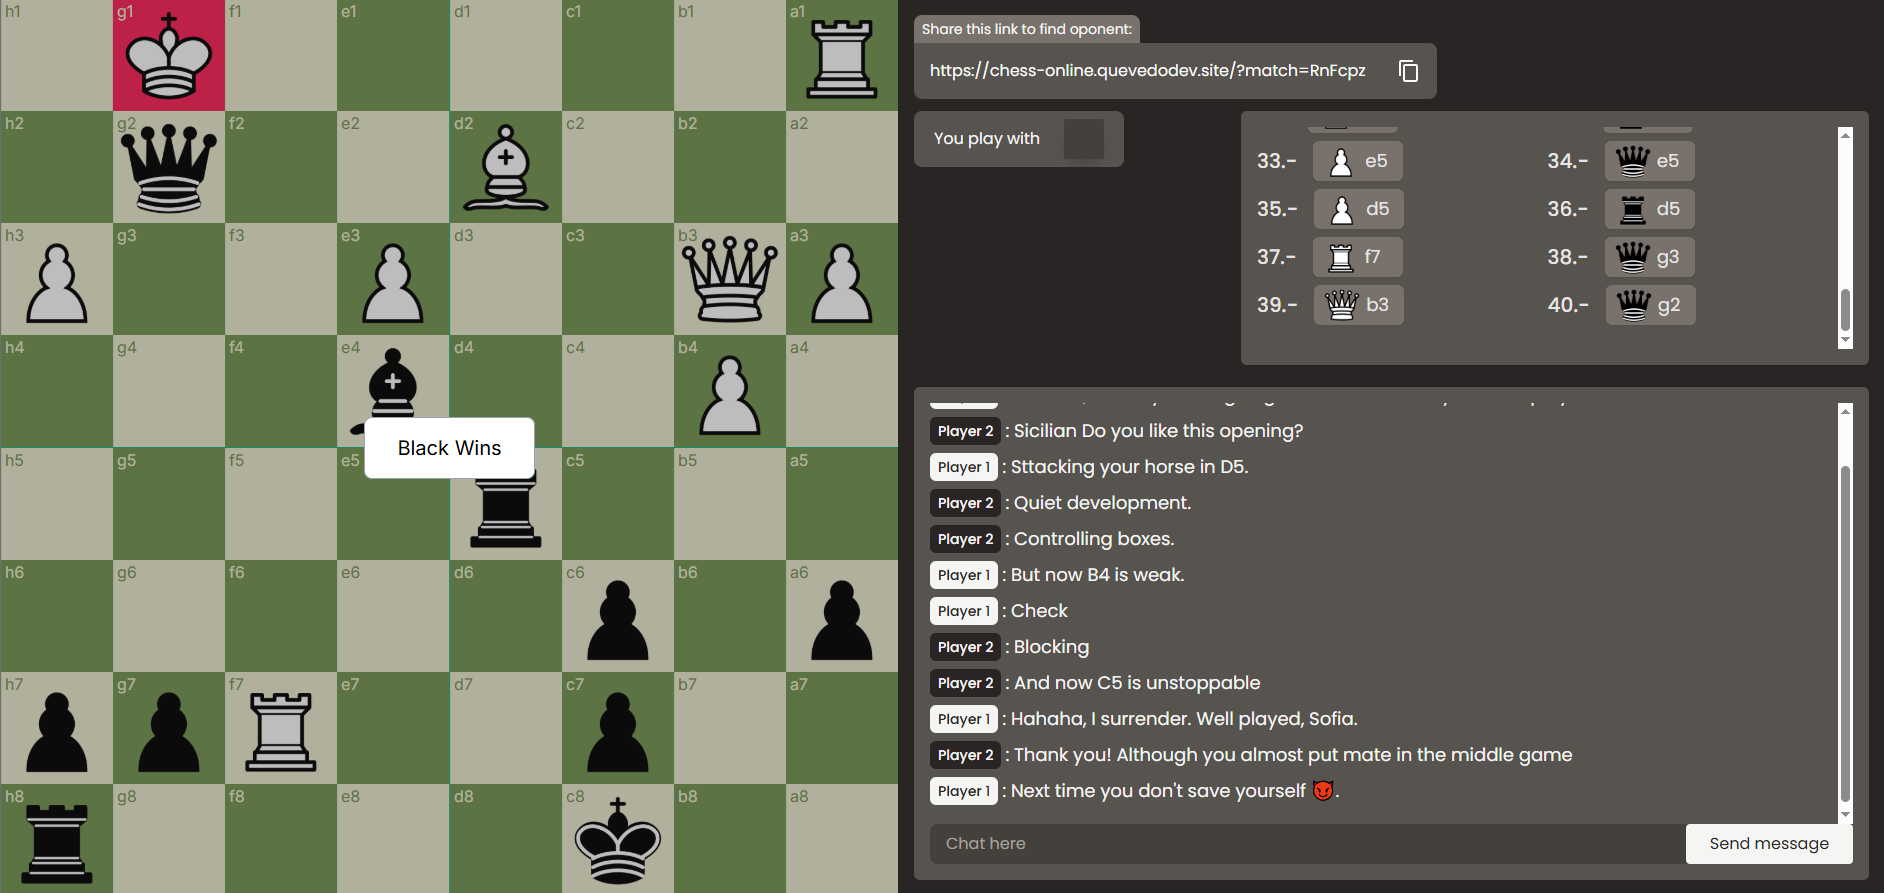 h1 g1 f1 e1 d1 c1 b1 a1
h2 g2 f2 e2 d2 c2 b2 a2
h3 g3 f3 e3 d3 c3 b3 a3
h4 g4 f4 e4 d4 c4 b4 a4
Black Wins
h5 g5 f5 e5 c5 b5 a5
h6 g6 f6 e6 d6 c6 b6 a6
h7 g7 f7 e7 d7 c7 b7 a7
h8 g8 f8 e8 d8 c8 b8 a8
Share this link to find oponent:
https://chess-online.quevedodev.site/?match=RnFcpz
You play with
33.- e5 34.- e5
35.- d5 36.- d5
37.- f7 38.- g3
39.- b3 40.- g2
Player 2 : Sicilian Do you like this opening?
Player 1 : Sttacking your horse in D5.
Player 2 : Quiet development.
Player 2 : Controlling boxes.
Player 1 : But now B4 is weak.
Player 1 : Check
Player 2 : Blocking
Player 2 : And now C5 is unstoppable
Player 1 : Hahaha, I surrender. Well played, Sofia.
Player 2 : Thank you! Although you almost put mate in the middle game
Player 1 : Next time you don't save yourself 😈.
Chat here
Send message